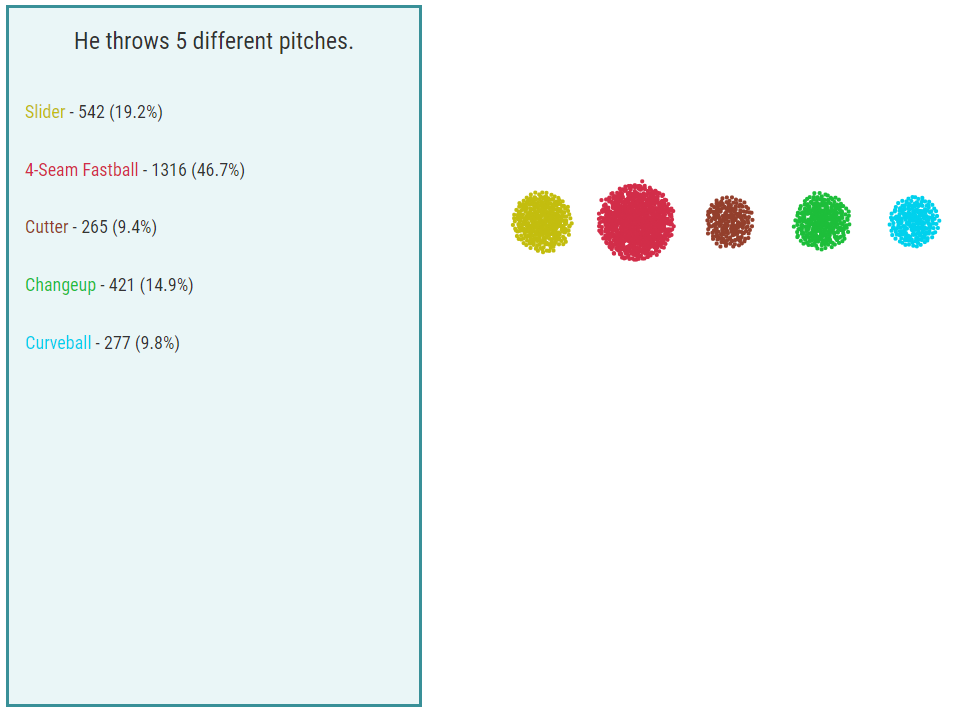 He throws 5 different pitches.
Slider - 542 (19.2%)
4-Seam Fastball - 1316 (46.7%)
Cutter - 265 (9.4%)
Changeup - 421 (14.9%)
Curveball - 277 (9.8%)